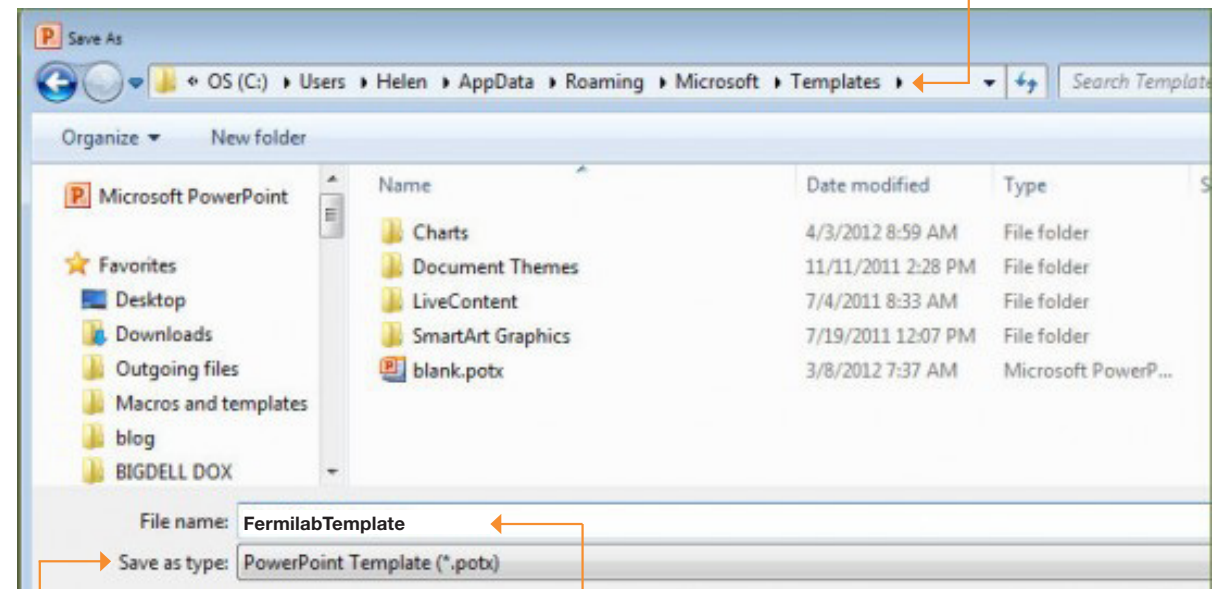 Save As
« OS (C:) ▸ Users ▸ Helen ▸ AppData ▸ Roaming ▸ Microsoft ▸ Templates ▸ Search
Organize New folder
Microsoft PowerPoint
Name Date modified Type
Charts 4/3/2012 8:59 AM File folder
Favorites Document Themes 11/11/2011 2:28 PM File folder
Desktop LiveContent 7/4/2011 8:33 AM File folder
Downloads SmartArt Graphics 7/19/2011 12:07 PM File folder
Outgoing files blank.potx 3/8/2012 7:37 AM Microsoft PowerP...
Macros and templates
blog
BIGDELL DOX
File name: FermilabTemplate
Save as type: PowerPoint Template (*.potx)